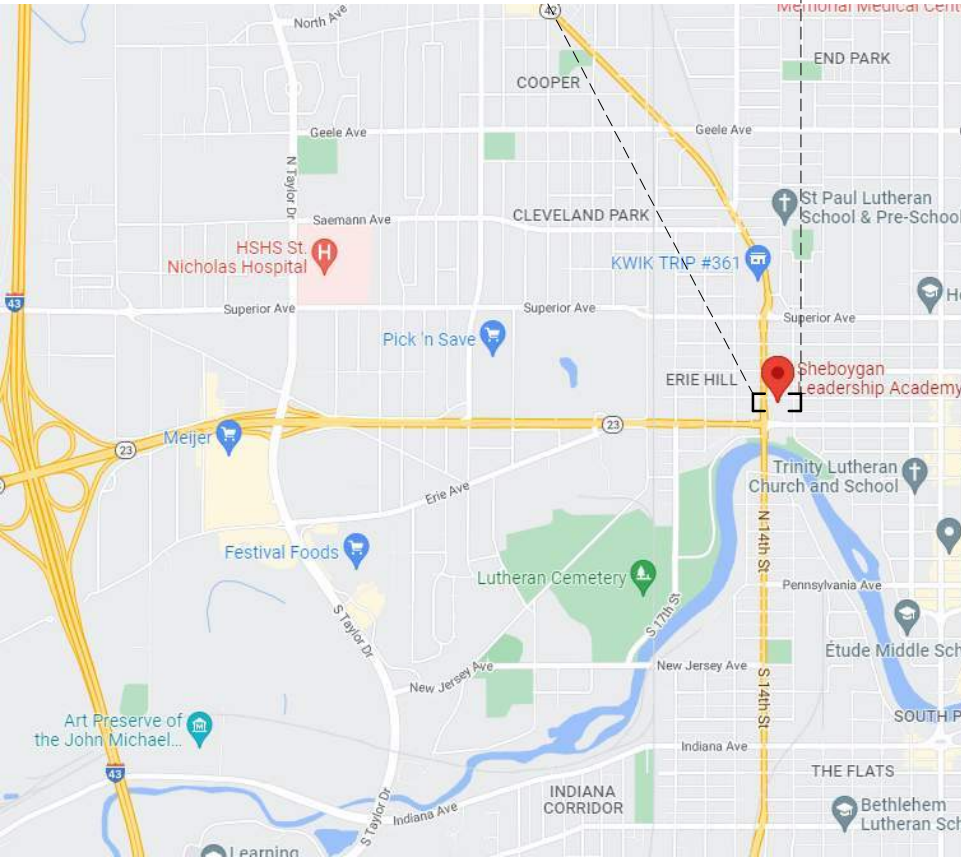 North Ave
42
Memorial Medical Cent
END PARK
COOPER
Geele Ave
Geele Ave
N Taylor Dr
St Paul Lutheran
School & Pre-School
Saemann Ave
CLEVELAND PARK
HSHS St.
Nicholas Hospital
H
KWIK TRIP #361
43
Superior Ave
Superior Ave
Superior Ave
Pick 'n Save
ERIE HILL
Sheboygan
Leadership Academy
Meijer
23
23
Trinity Lutheran
Church and School
Erie Ave
N 14th St
Festival Foods
Lutheran Cemetery
Pennsylvania Ave
S 17th St
S Taylor Dr
Étude Middle Sch
New Jersey Ave
New Jersey Ave
S 14th St
Art Preserve of
the John Michael...
SOUTH P
Indiana Ave
43
THE FLATS
INDIANA
CORRIDOR
Indiana Ave
S Taylor Dr
Bethlehem
Lutheran Sch
Learning